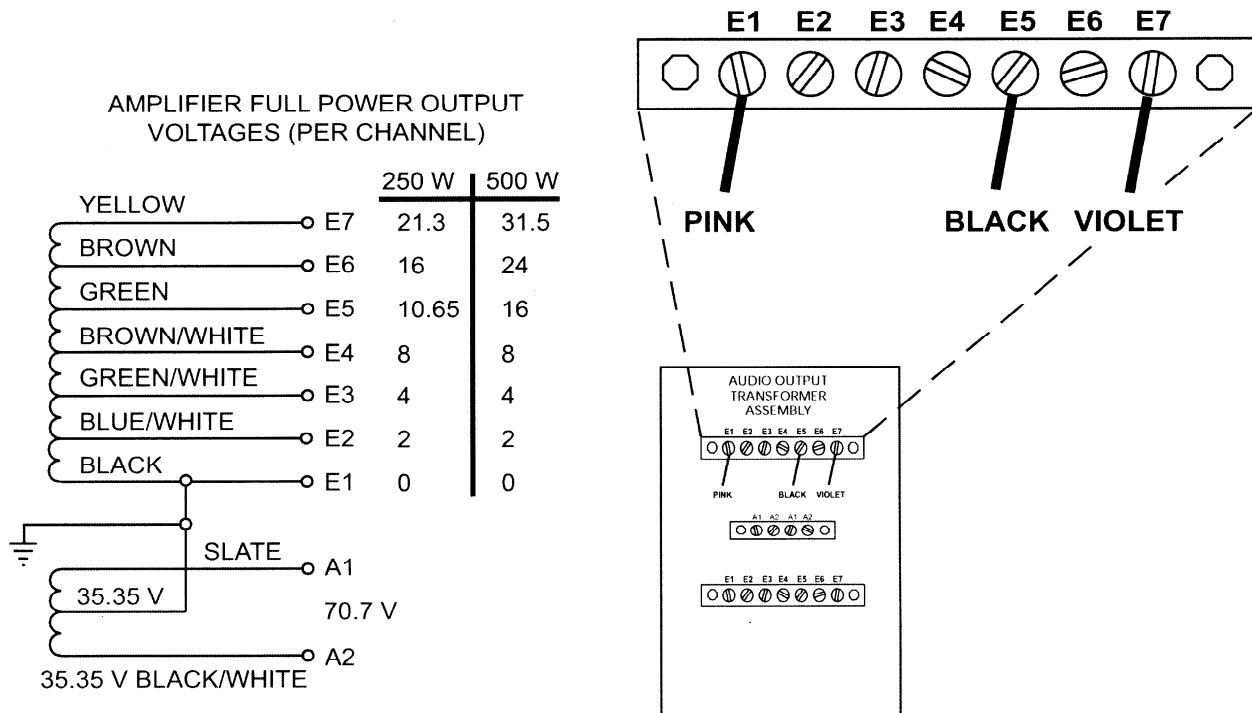 AMPLIFIER FULL POWER OUTPUT
VOLTAGES (PER CHANNEL)
250 W 500 W
YELLOW E7 21.3 31.5
BROWN E6 16 24
GREEN E5 10.65 16
BROWN/WHITE E4 8 8
GREEN/WHITE E3 4 4
BLUE/WHITE E2 2 2
BLACK E1 0 0
SLATE A1
35.35 V 70.7 V
A2
35.35 V BLACK/WHITE
E1 E2 E3 E4 E5 E6 E7
PINK BLACK VIOLET
AUDIO OUTPUT
TRANSFORMER
ASSEMBLY
E1 E2 E3 E4 E5 E6 E7
PINK BLACK VIOLET
A1 A2 A1 A2
E1 E2 E3 E4 E5 E6 E7